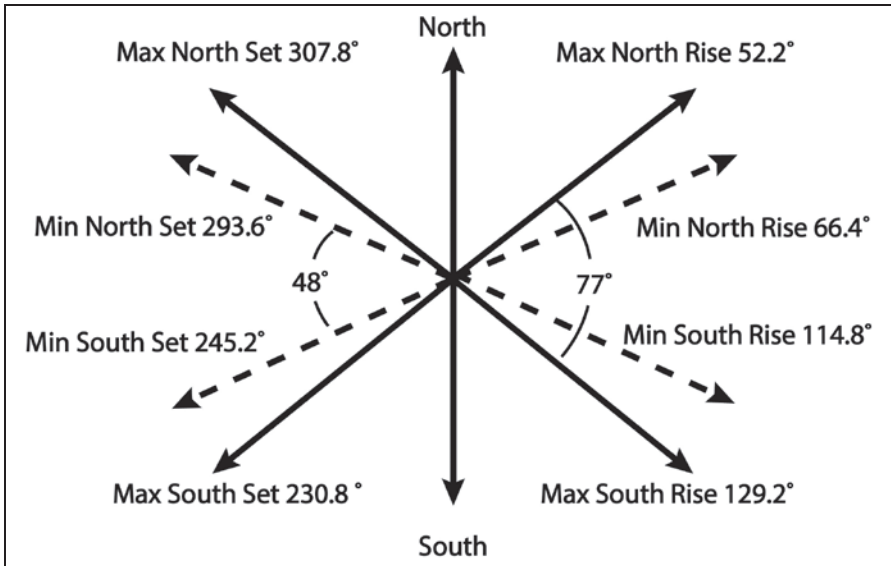 North
Max North Set 307.8°
Max North Rise 52.2°
Min North Set 293.6°
Min North Rise 66.4°
48°
77°
Min South Set 245.2°
Min South Rise 114.8°
Max South Set 230.8 °
Max South Rise 129.2°
South